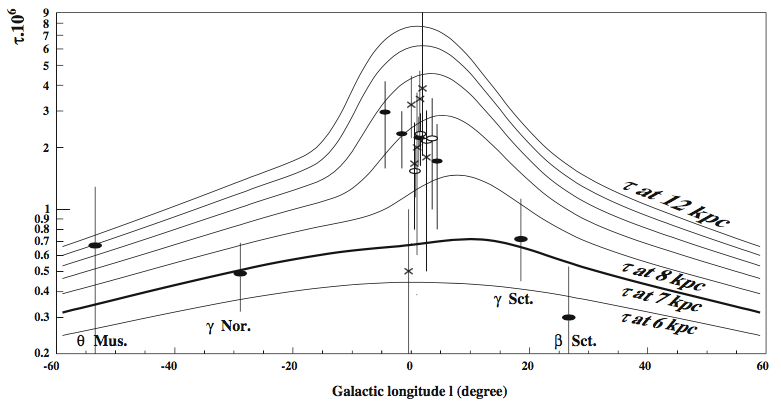 τ.10⁶
9
8
7
6
5
4
3
2
1
0.9
0.8
0.7
0.6
0.5
0.4
0.3
0.2
τ at 12 kpc
τ at 8 kpc
τ at 7 kpc
τ at 6 kpc
θ Mus.
γ Nor.
γ Sct.
β Sct.
-60 -40 -20 0 20 40 60
Galactic longitude l (degree)